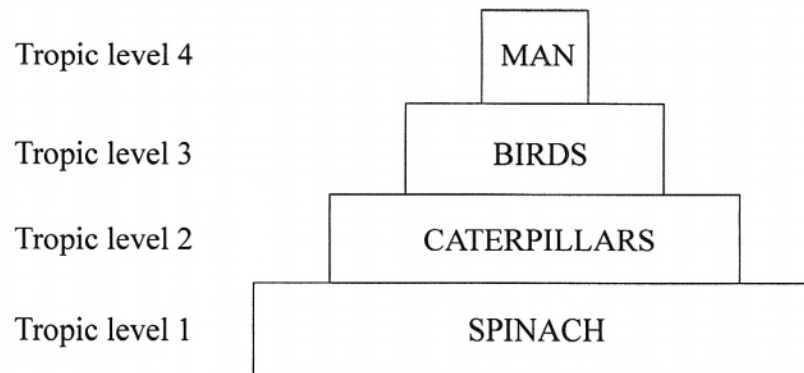 Tropic level 4 MAN
Tropic level 3 BIRDS
Tropic level 2 CATERPILLARS
Tropic level 1 SPINACH